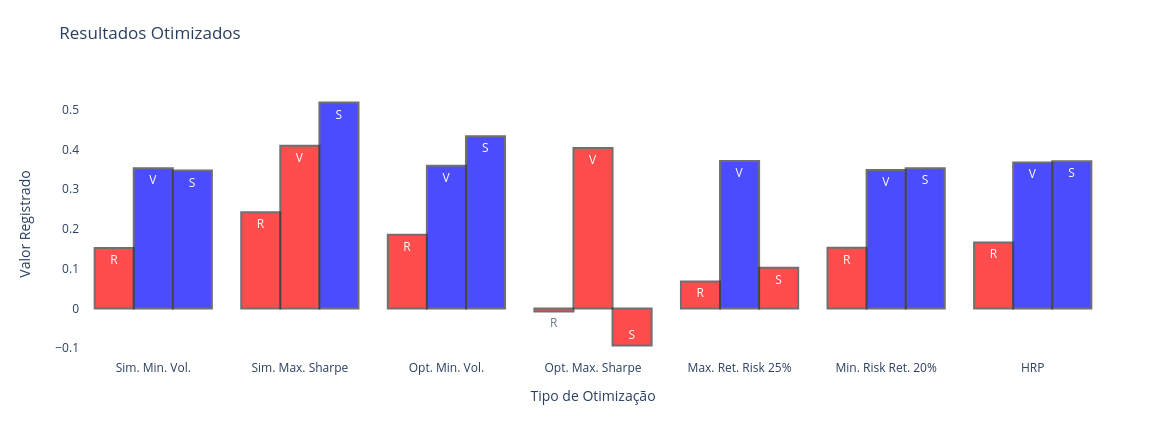 Resultados Otimizados
Valor Registrado
0.5
0.4
0.3
0.2
0.1
0
−0.1
R V S
R V S
R V S
R V S
R V S
R V S
R V S
Sim. Min. Vol. Sim. Max. Sharpe Opt. Min. Vol. Opt. Max. Sharpe Max. Ret. Risk 25% Min. Risk Ret. 20% HRP
Tipo de Otimização